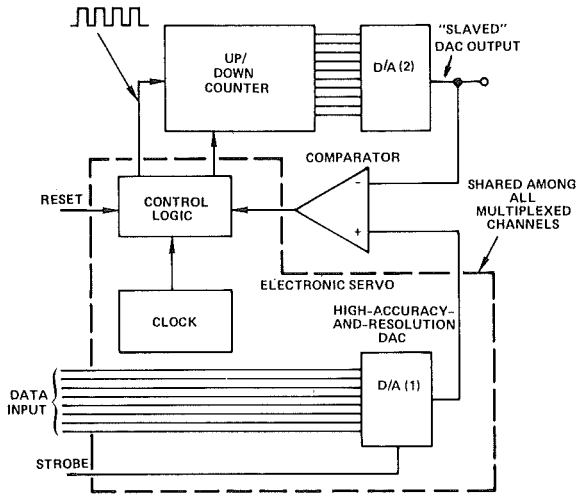 "SLAVED"
DAC OUTPUT
UP/
DOWN
COUNTER
D/A (2)
COMPARATOR
-
+
RESET
CONTROL
LOGIC
SHARED AMONG
ALL
MULTIPLEXED
CHANNELS
ELECTRONIC SERVO
CLOCK
HIGH-ACCURACY-
AND-RESOLUTION
DAC
D/A (1)
DATA
INPUT
STROBE